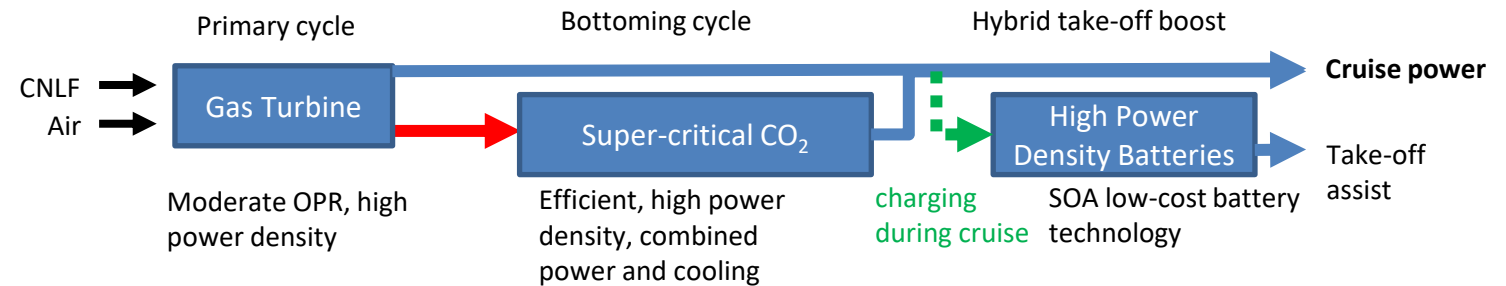 Primary cycle
Bottoming cycle
Hybrid take-off boost
CNLF
Air
Gas Turbine
Super-critical CO₂
High Power
Density Batteries
Cruise power
Take-off
assist
Moderate OPR, high
power density
Efficient, high power
density, combined
power and cooling
charging
during cruise
SOA low-cost battery
technology